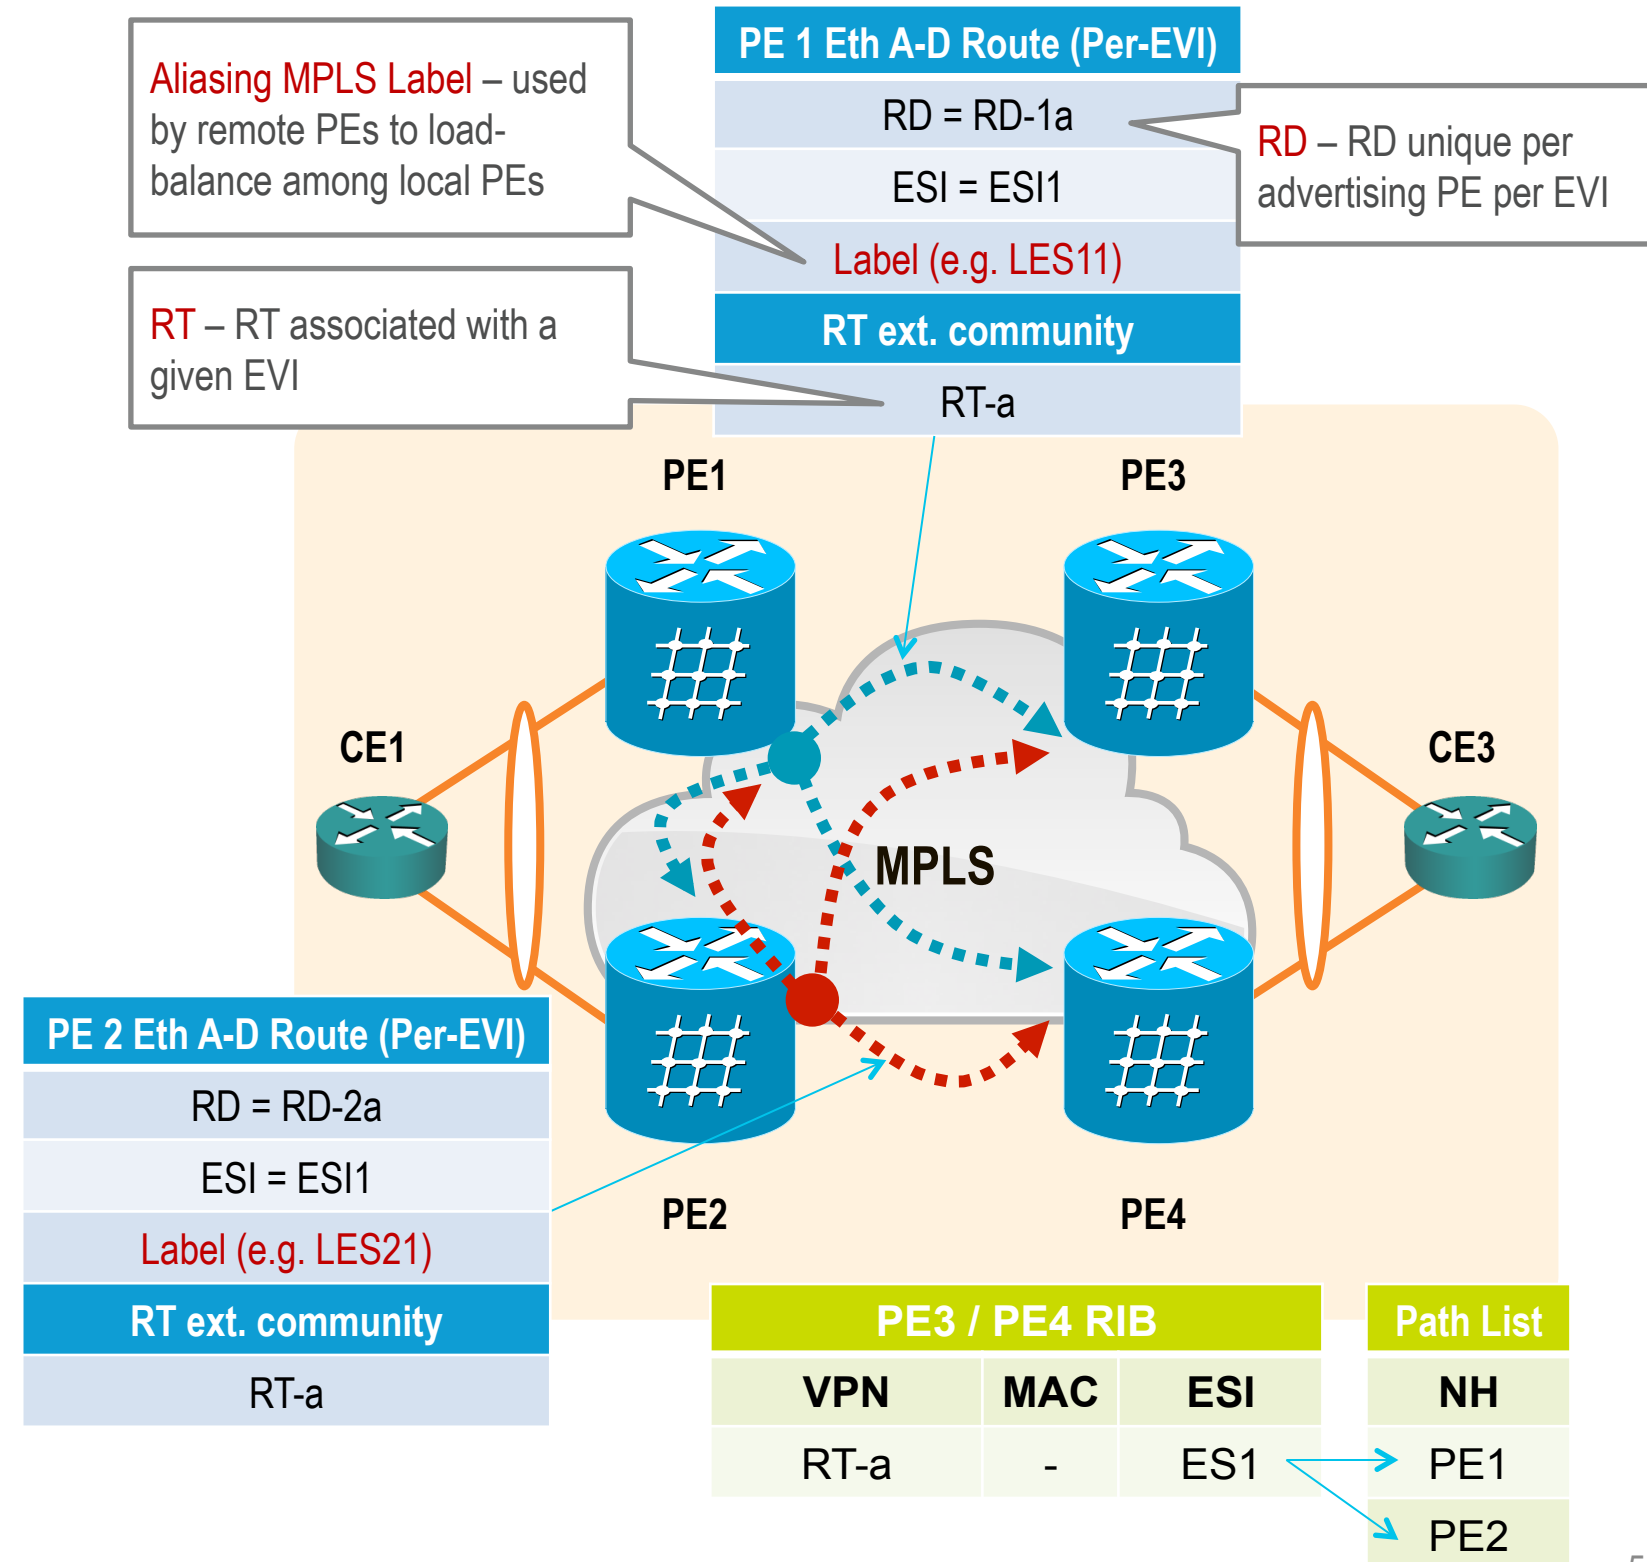 PE 1 Eth A-D Route (Per-EVI)
Aliasing MPLS Label – used
by remote PEs to load-
balance among local PEs
RD = RD-1a
RD – RD unique per
advertising PE per EVI
ESI = ESI1
Label (e.g. LES11)
RT – RT associated with a
given EVI
RT ext. community
RT-a
PE1
PE3
CE1
CE3
MPLS
PE 2 Eth A-D Route (Per-EVI)
RD = RD-2a
ESI = ESI1
Label (e.g. LES21)
RT ext. community
RT-a
PE2
PE4
PE3 / PE4 RIB
Path List
VPN MAC ESI
NH
RT-a - ES1
PE1
PE2